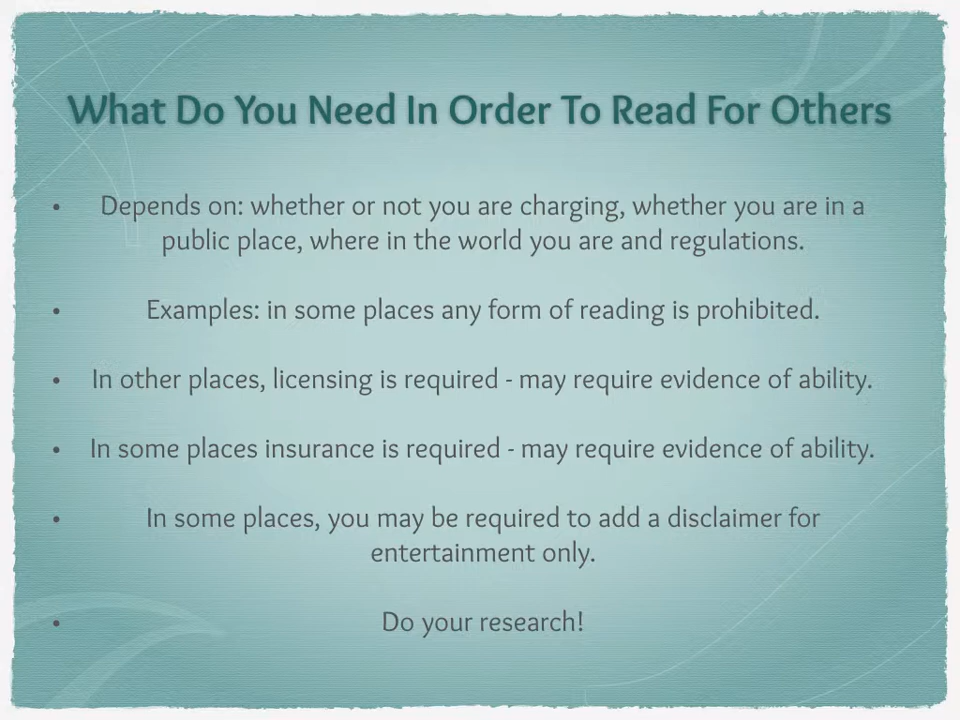 What Do You Need In Order To Read For Others
• Depends on: whether or not you are charging, whether you are in a
public place, where in the world you are and regulations.
• Examples: in some places any form of reading is prohibited.
• In other places, licensing is required - may require evidence of ability.
• In some places insurance is required - may require evidence of ability.
• In some places, you may be required to add a disclaimer for
entertainment only.
• Do your research!